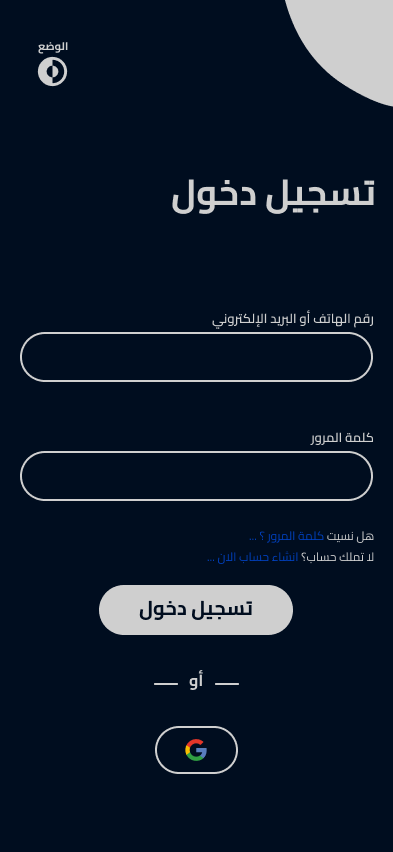 الوضع
تسجيل دخول
رقم الهاتف أو البريد الإلكتروني
كلمة المرور
هل نسيت كلمة المرور ؟ ...
لا تملك حساب؟ انشاء حساب الان ...
تسجيل دخول
أو